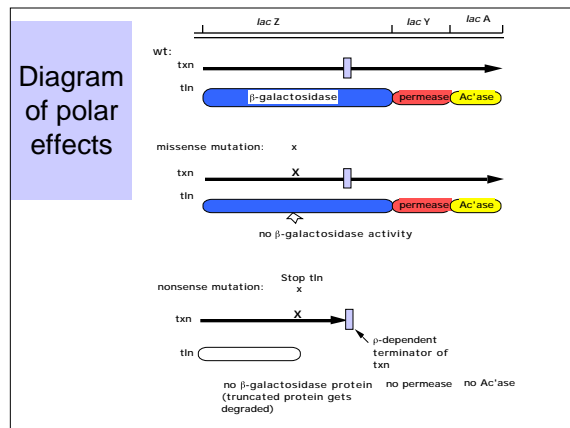 Diagram
of polar
effects
lac Z lac Y lac A
wt:
txn
tln
β-galactosidase permease Ac'ase
missense mutation: x
txn X
tln
permease Ac'ase
no β-galactosidase activity
Stop tln
nonsense mutation: x
txn X
ρ-dependent
terminator of
txn
tln
no β-galactosidase protein no permease no Ac'ase
(truncated protein gets
degraded)